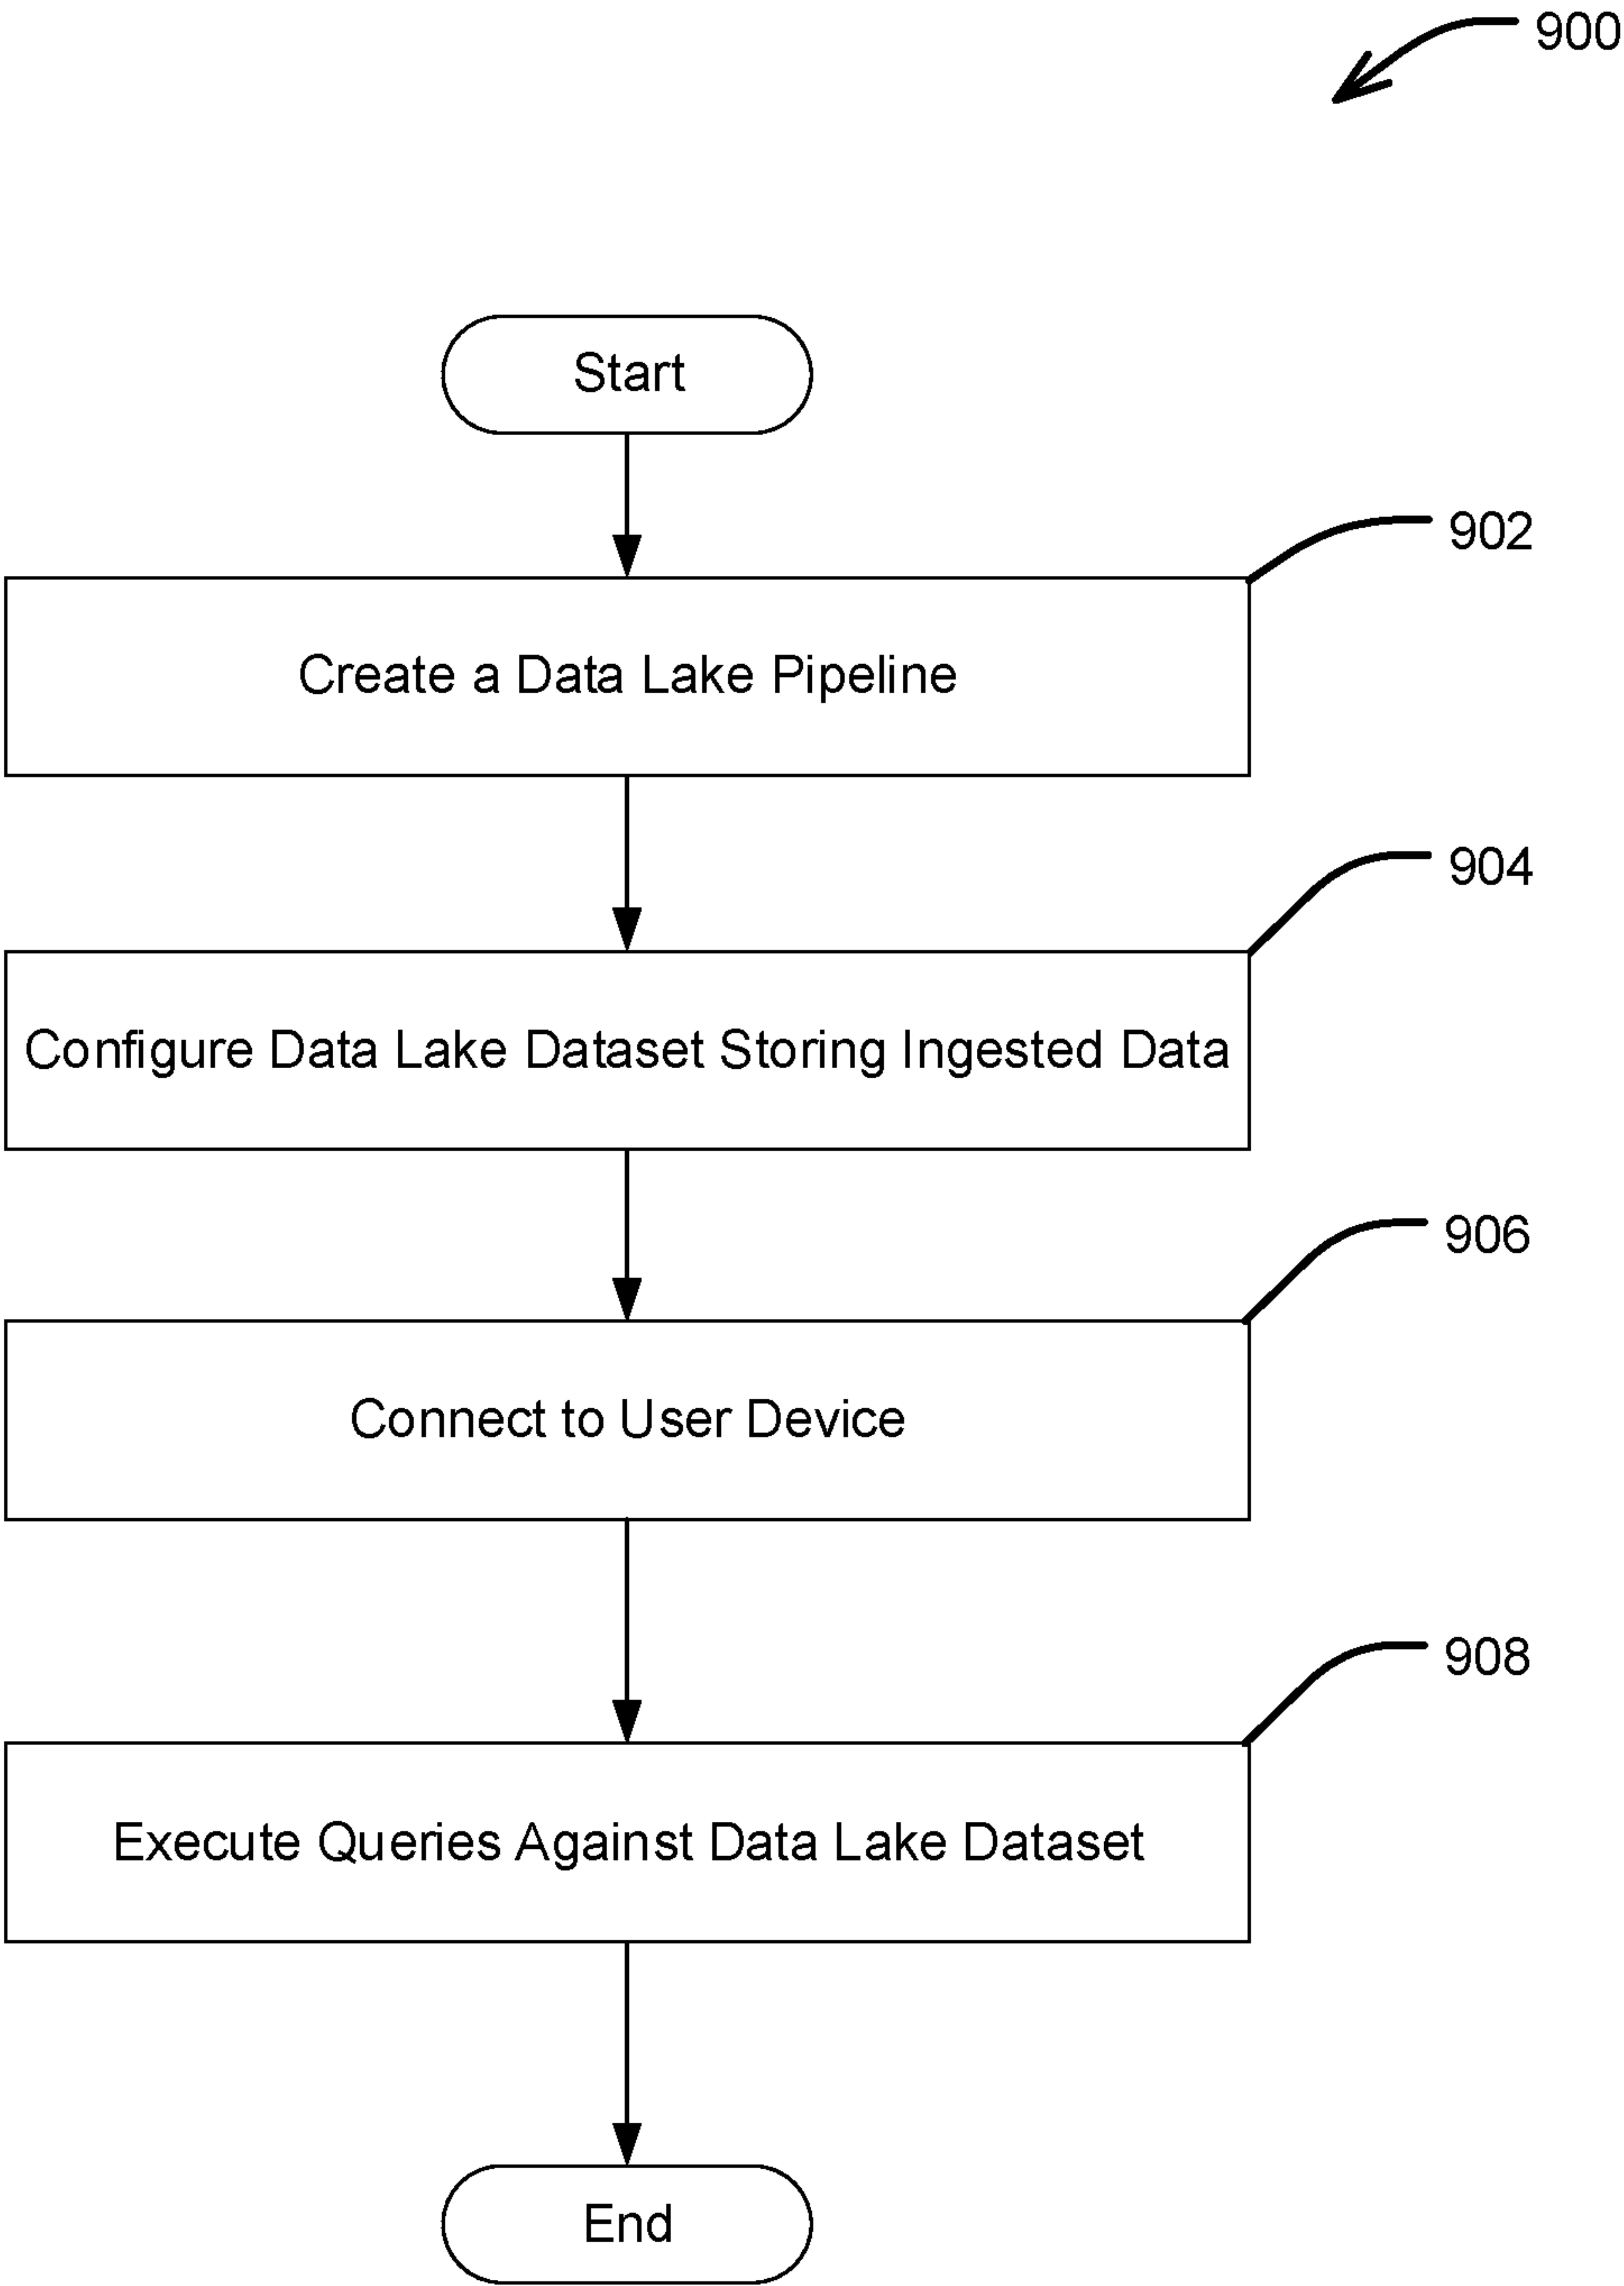 900
Start
902
Create a Data Lake Pipeline
904
Configure Data Lake Dataset Storing Ingested Data
906
Connect to User Device
908
Execute Queries Against Data Lake Dataset
End